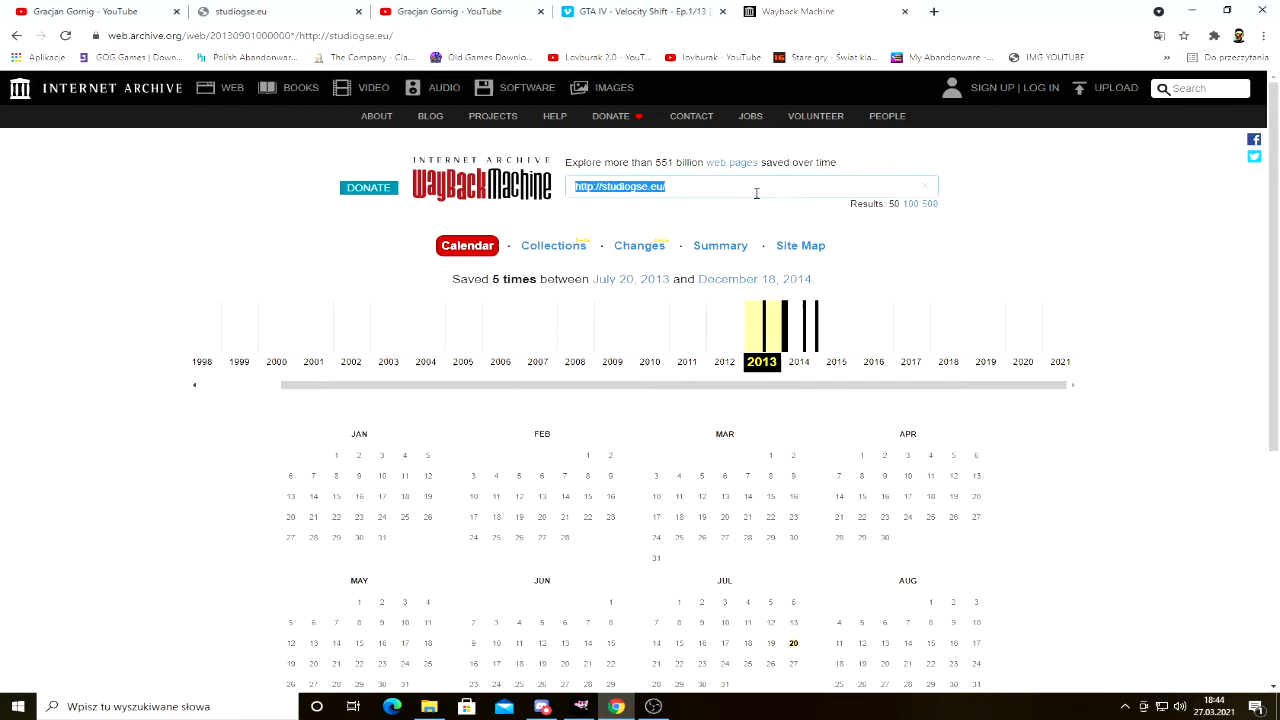 Gracjan Gornig - YouTube
studiogse.eu
Gracjan Gornig - YouTube
GTA IV - Velocity Shift - Ep.1/13 (
Wayback Machine
web.archive.org/web/20130901000000*/http://studiogse.eu/
Aplikacje
GOG Games | Down...
Polish Abandonwar...
The Company - Cla...
Old Games Downlo...
Lovburak 2.0 - YouT...
Lovburak - YouTube
Stare gry - Świat kla...
My Abandonware -...
IMG YOUTUBE
»
Do przeczytania
INTERNET ARCHIVE WEB BOOKS VIDEO AUDIO SOFTWARE IMAGES SIGN UP | LOG IN UPLOAD Search
ABOUT BLOG PROJECTS HELP DONATE CONTACT JOBS VOLUNTEER PEOPLE
INTERNET ARCHIVE
WayBackMachine
DONATE
Explore more than 551 billion web pages saved over time
http://studiogse.eu/
Results: 50 100 500
Calendar · Collections beta · Changes beta · Summary · Site Map
Saved 5 times between July 20, 2013 and December 18, 2014.
1998 1999 2000 2001 2002 2003 2004 2005 2006 2007 2008 2009 2010 2011 2012 2013 2014 2015 2016 2017 2018 2019 2020 2021
JAN FEB MAR APR
1 2 3 4 5 1 2 1 2 1 2 3 4 5 6
6 7 8 9 10 11 12 3 4 5 6 7 8 9 3 4 5 6 7 8 9 7 8 9 10 11 12 13
13 14 15 16 17 18 19 10 11 12 13 14 15 16 10 11 12 13 14 15 16 14 15 16 17 18 19 20
20 21 22 23 24 25 26 17 18 19 20 21 22 23 17 18 19 20 21 22 23 21 22 23 24 25 26 27
27 28 29 30 31 24 25 26 27 28 24 25 26 27 28 29 30 28 29 30
31
MAY JUN JUL AUG
1 2 3 4 1 1 2 3 4 5 6 1 2 3
5 6 7 8 9 10 11 2 3 4 5 6 7 8 7 8 9 10 11 12 13 4 5 6 7 8 9 10
12 13 14 15 16 17 18 9 10 11 12 13 14 15 14 15 16 17 18 19 20 11 12 13 14 15 16 17
19 20 21 22 23 24 25 16 17 18 19 20 21 22 21 22 23 24 25 26 27 18 19 20 21 22 23 24
26 27 28 29 30 31 23 24 25 26 27 28 29 28 29 30 31 25 26 27 28 29 30 31
Wpisz tu wyszukiwane słowa
18:44
27.03.2021